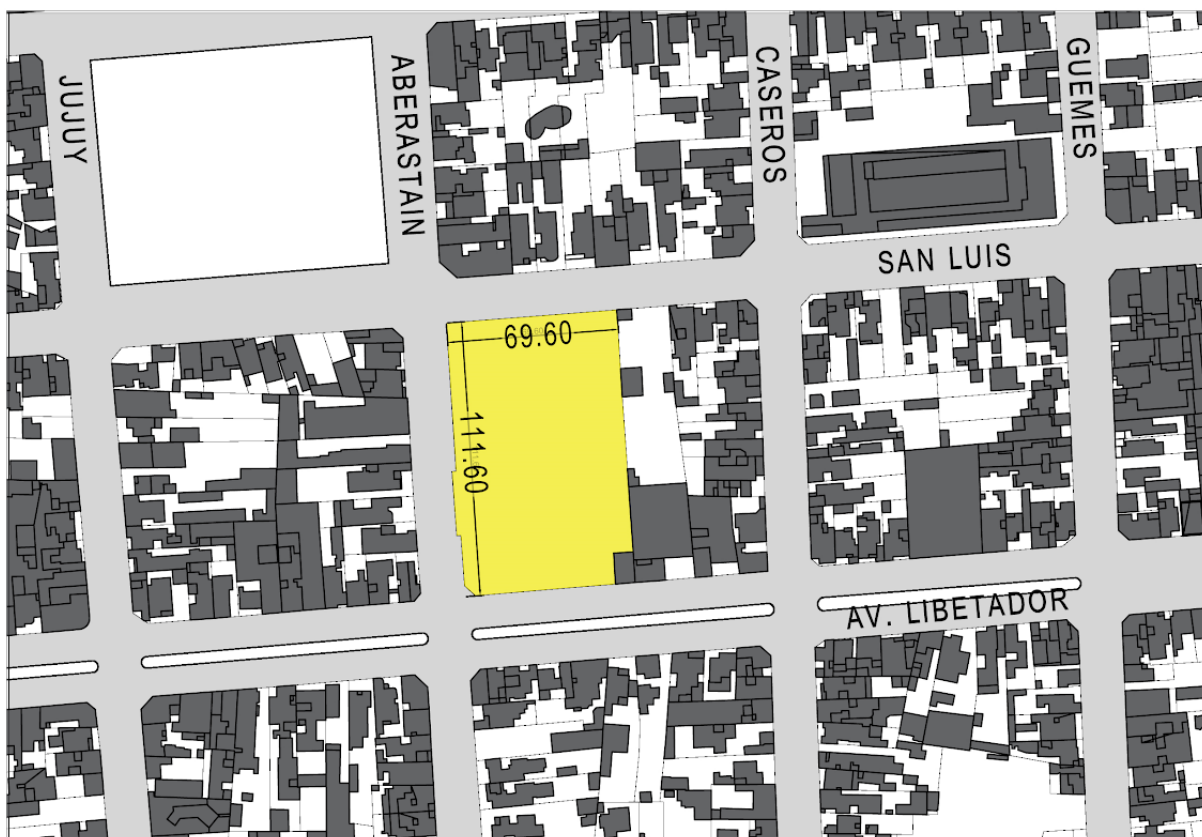 JUJUY
ABERASTAIN
CASEROS
GUEMES
SAN LUIS
69.60
111.60
AV. LIBETADOR